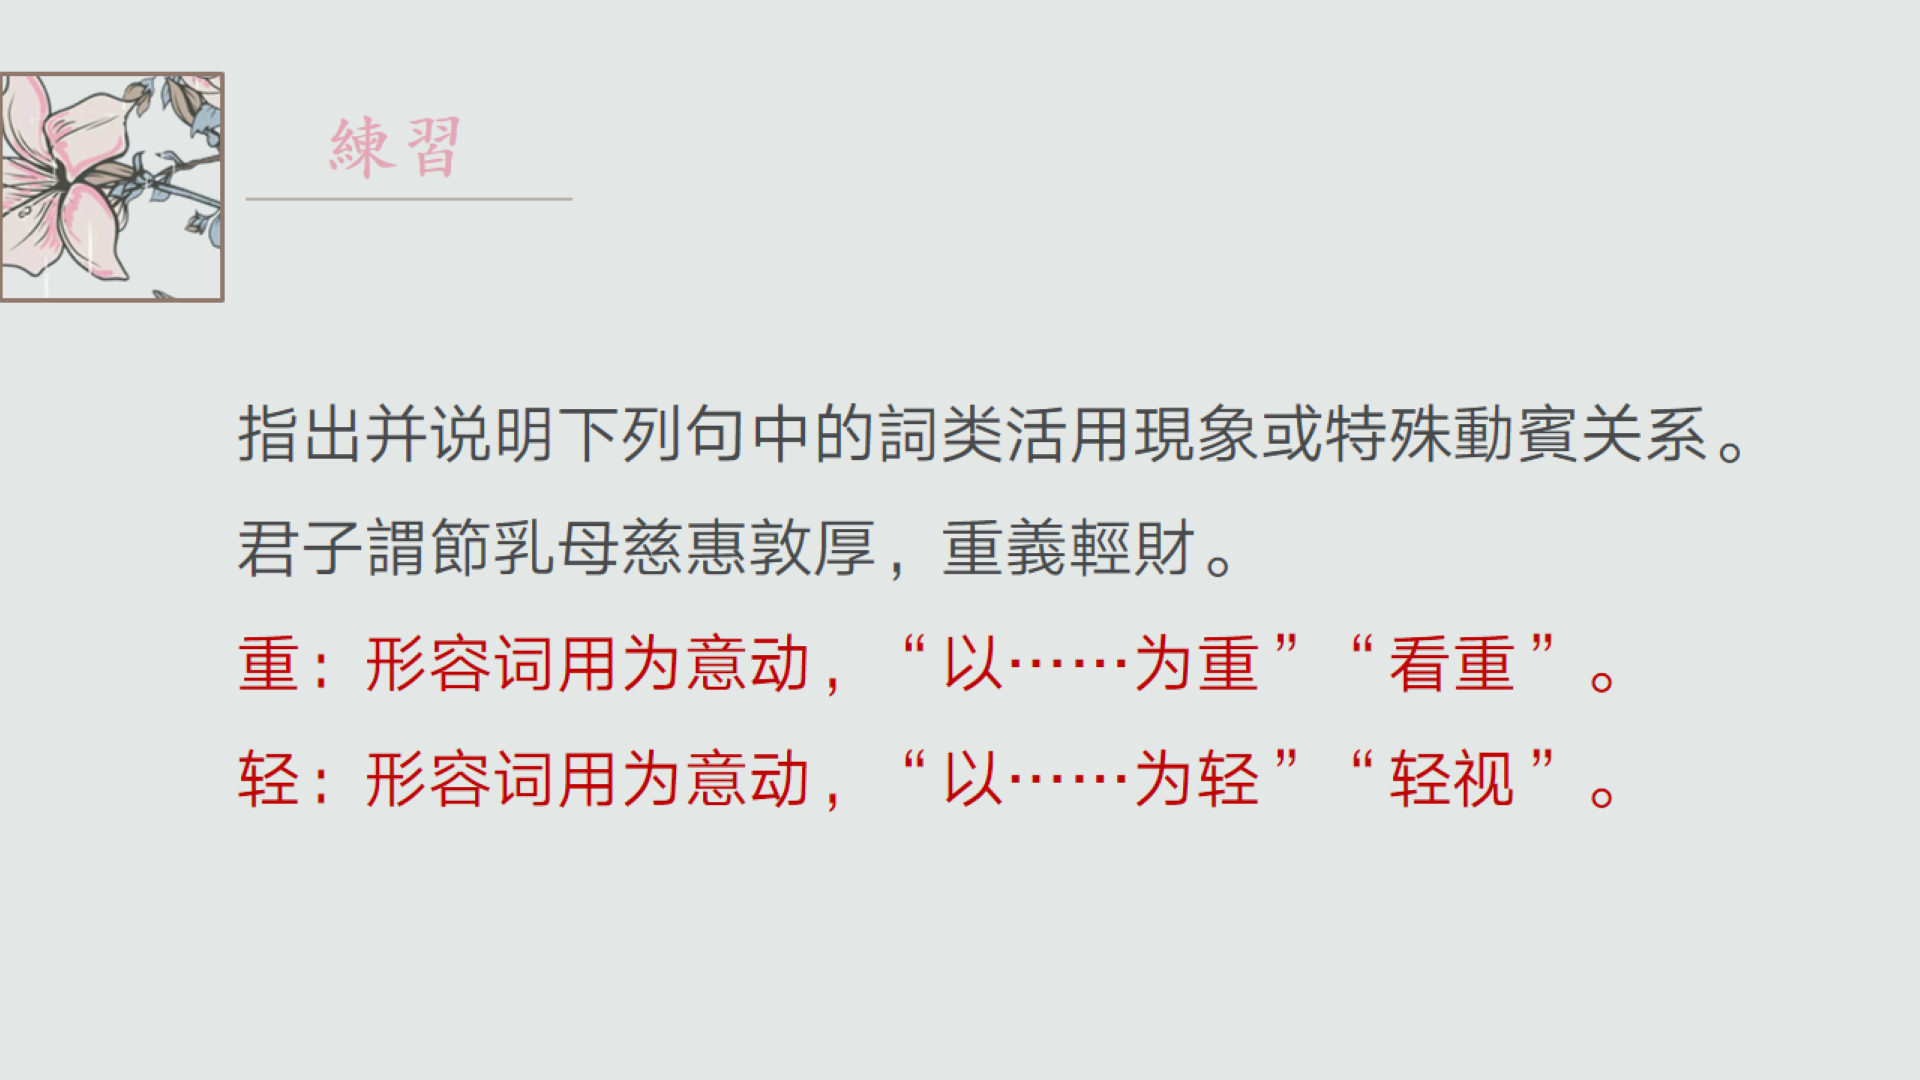 練習
指出并说明下列句中的詞类活用現象或特殊動賓关系。
君子謂節乳母慈惠敦厚，重義輕財。
重：形容词用为意动，“以……为重”“看重”。
轻：形容词用为意动，“以……为轻”“轻视”。